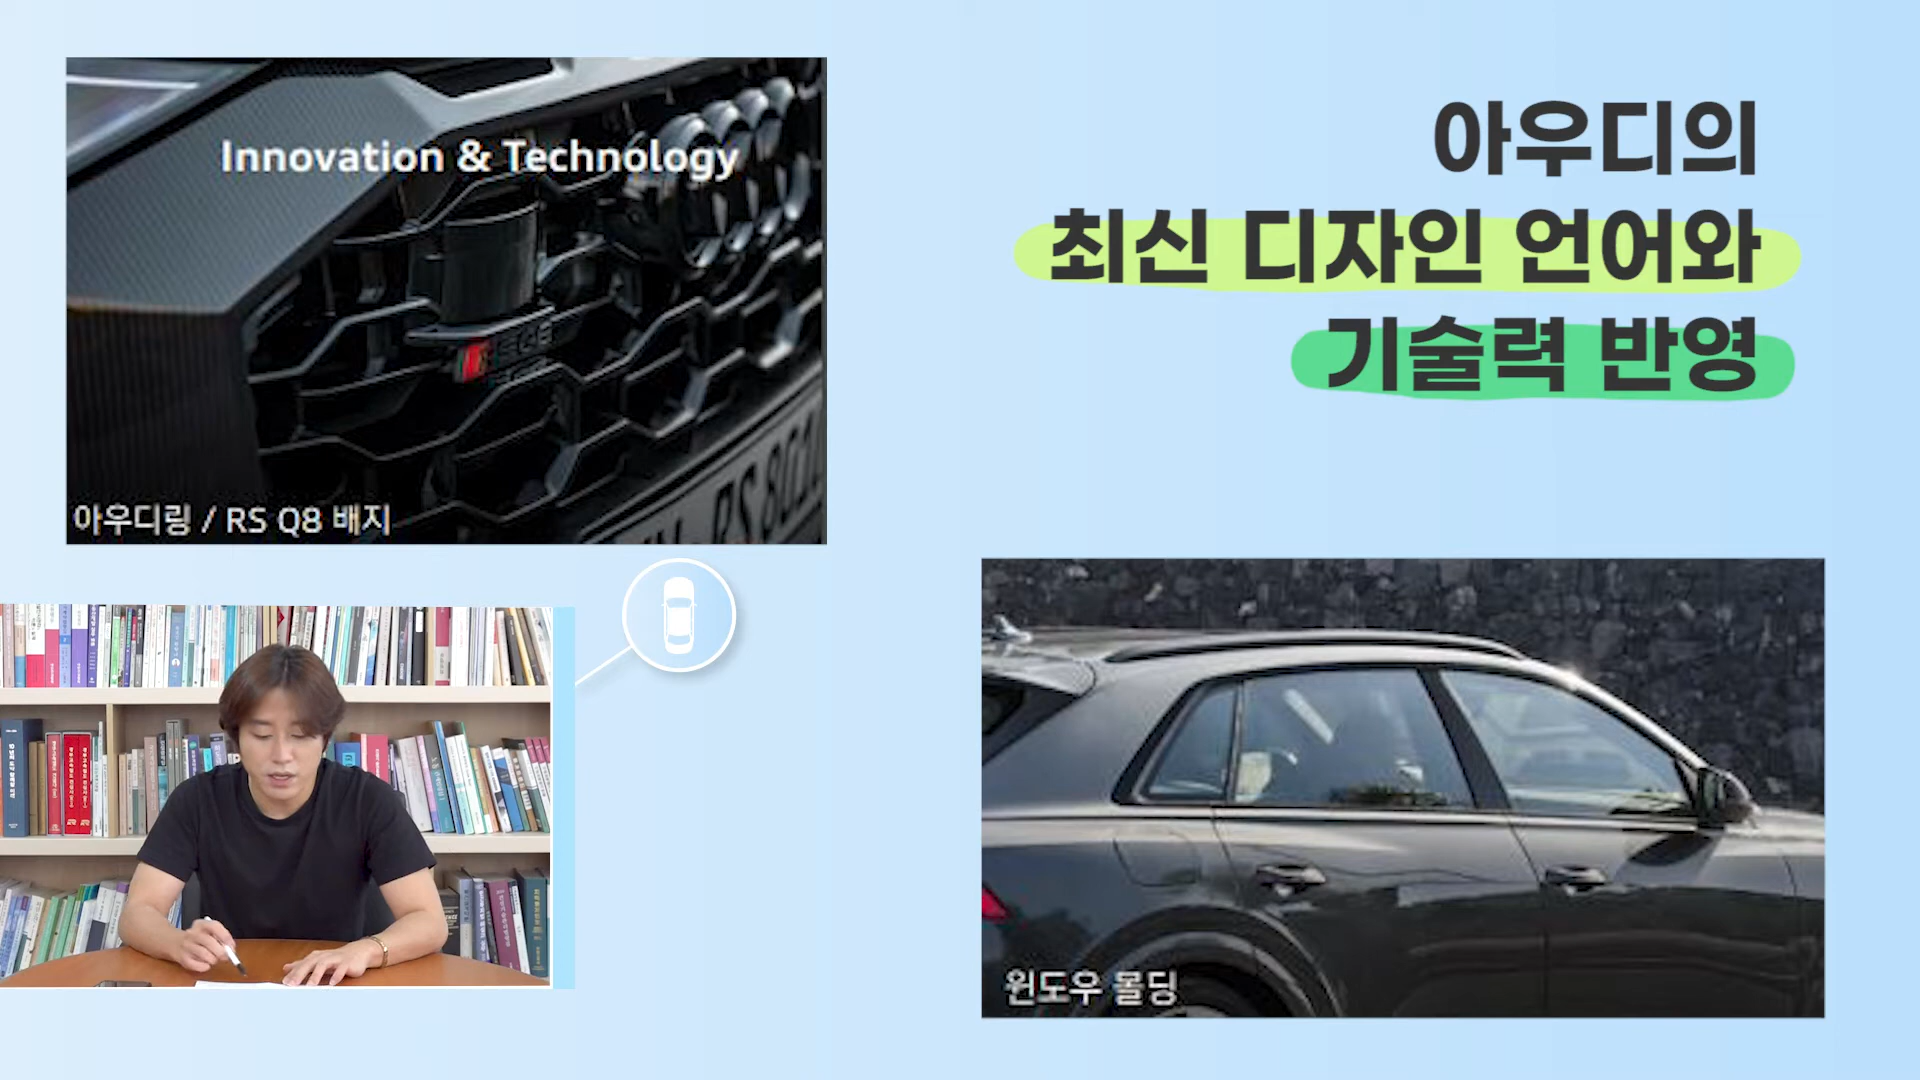 Innovation & Technology
아우디링 / RS Q8 배지
아우디의
최신 디자인 언어와
기술력 반영
윈도우 몰딩